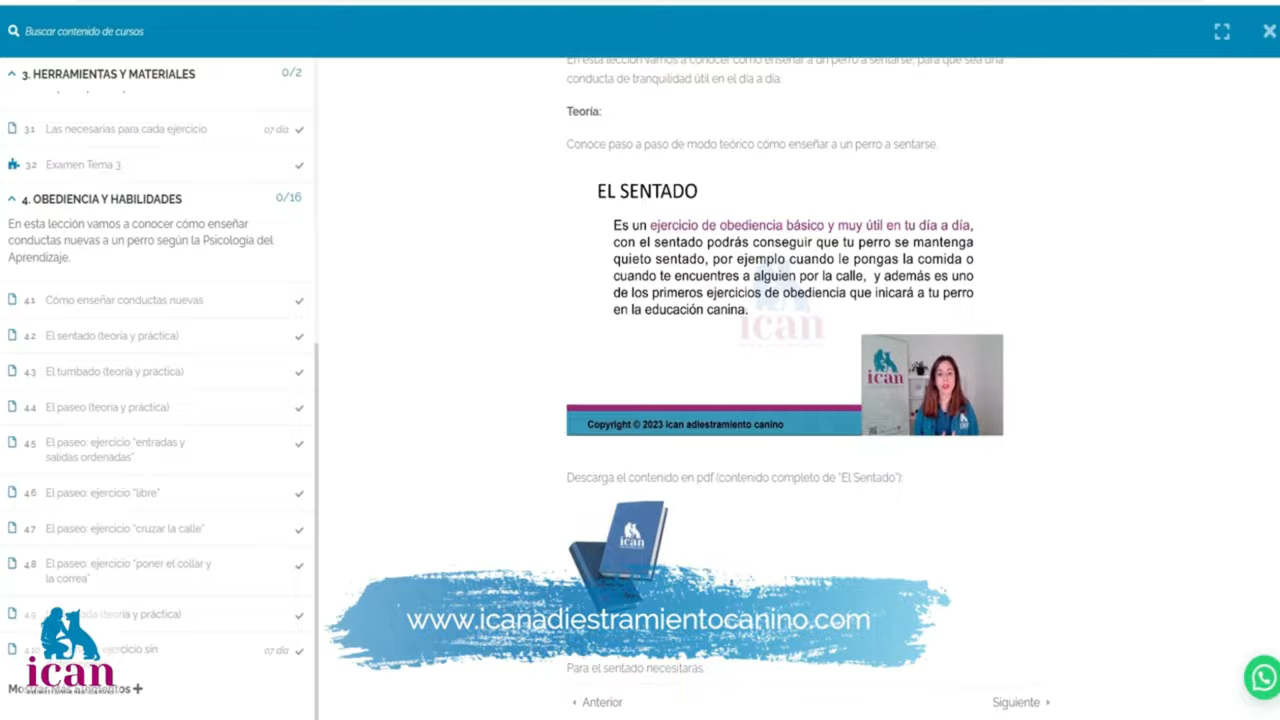 Buscar contenido de cursos
3. HERRAMIENTAS Y MATERIALES 0/2
3.1 Las necesarias para cada ejercicio 07 día
3.2 Examen Tema 3
4. OBEDIENCIA Y HABILIDADES 0/16
En esta lección vamos a conocer cómo enseñar
conductas nuevas a un perro según la Psicología del
Aprendizaje.
4.1 Cómo enseñar conductas nuevas
4.2 El sentado (teoría y práctica)
4.3 El tumbado (teoría y práctica)
4.4 El paseo (teoría y práctica)
4.5 El paseo: ejercicio "entradas y
salidas ordenadas"
4.6 El paseo: ejercicio "libre"
4.7 El paseo: ejercicio "cruzar la calle"
4.8 El paseo: ejercicio "poner el collar y
la correa"
4.9 (teoría y práctica)
4.10 ejercicio sin 07 día
ican
En esta lección vamos a conocer cómo enseñar a un perro a sentarse, para que sea una
conducta de tranquilidad útil en el día a día.
Teoría:
Conoce paso a paso de modo teórico cómo enseñar a un perro a sentarse.
EL SENTADO
Es un ejercicio de obediencia básico y muy útil en tu día a día,
con el sentado podrás conseguir que tu perro se mantenga
quieto sentado, por ejemplo cuando le pongas la comida o
cuando te encuentres a alguien por la calle, y además es uno
de los primeros ejercicios de obediencia que inicará a tu perro
en la educación canina.
ican
ican
Copyright © 2023 ican adiestramiento canino
Descarga el contenido en pdf (contenido completo de "El Sentado"):
ican
www.icanadiestramientocanino.com
Para el sentado necesitarás
Anterior
Siguiente